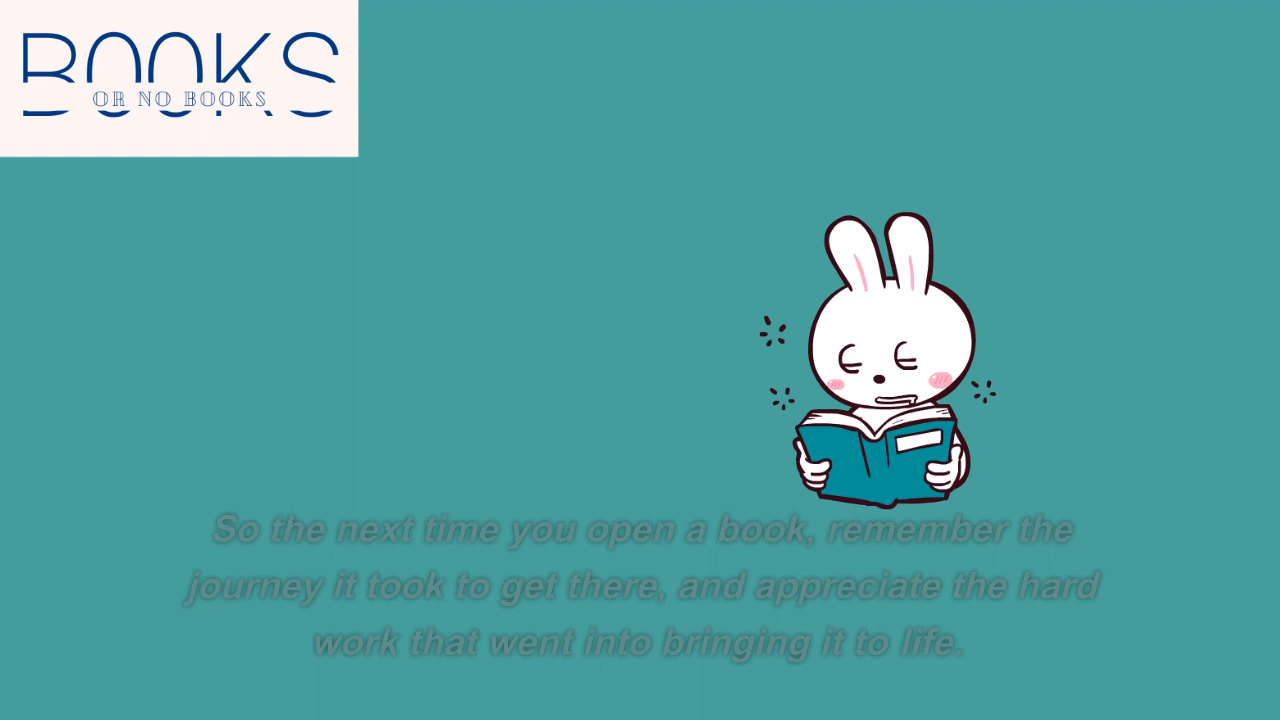 BOOKS
OR NO BOOKS
So the next time you open a book, remember the
journey it took to get there, and appreciate the hard
work that went into bringing it to life.